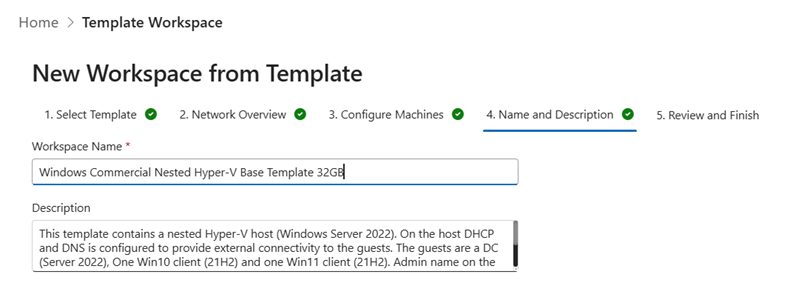 Home > Template Workspace
New Workspace from Template
1. Select Template 2. Network Overview 3. Configure Machines 4. Name and Description 5. Review and Finish
Workspace Name *
Windows Commercial Nested Hyper-V Base Template 32GB
Description
This template contains a nested Hyper-V host (Windows Server 2022). On the host DHCP
and DNS is configured to provide external connectivity to the guests. The guests are a DC
(Server 2022), One Win10 client (21H2) and one Win11 client (21H2). Admin name on the